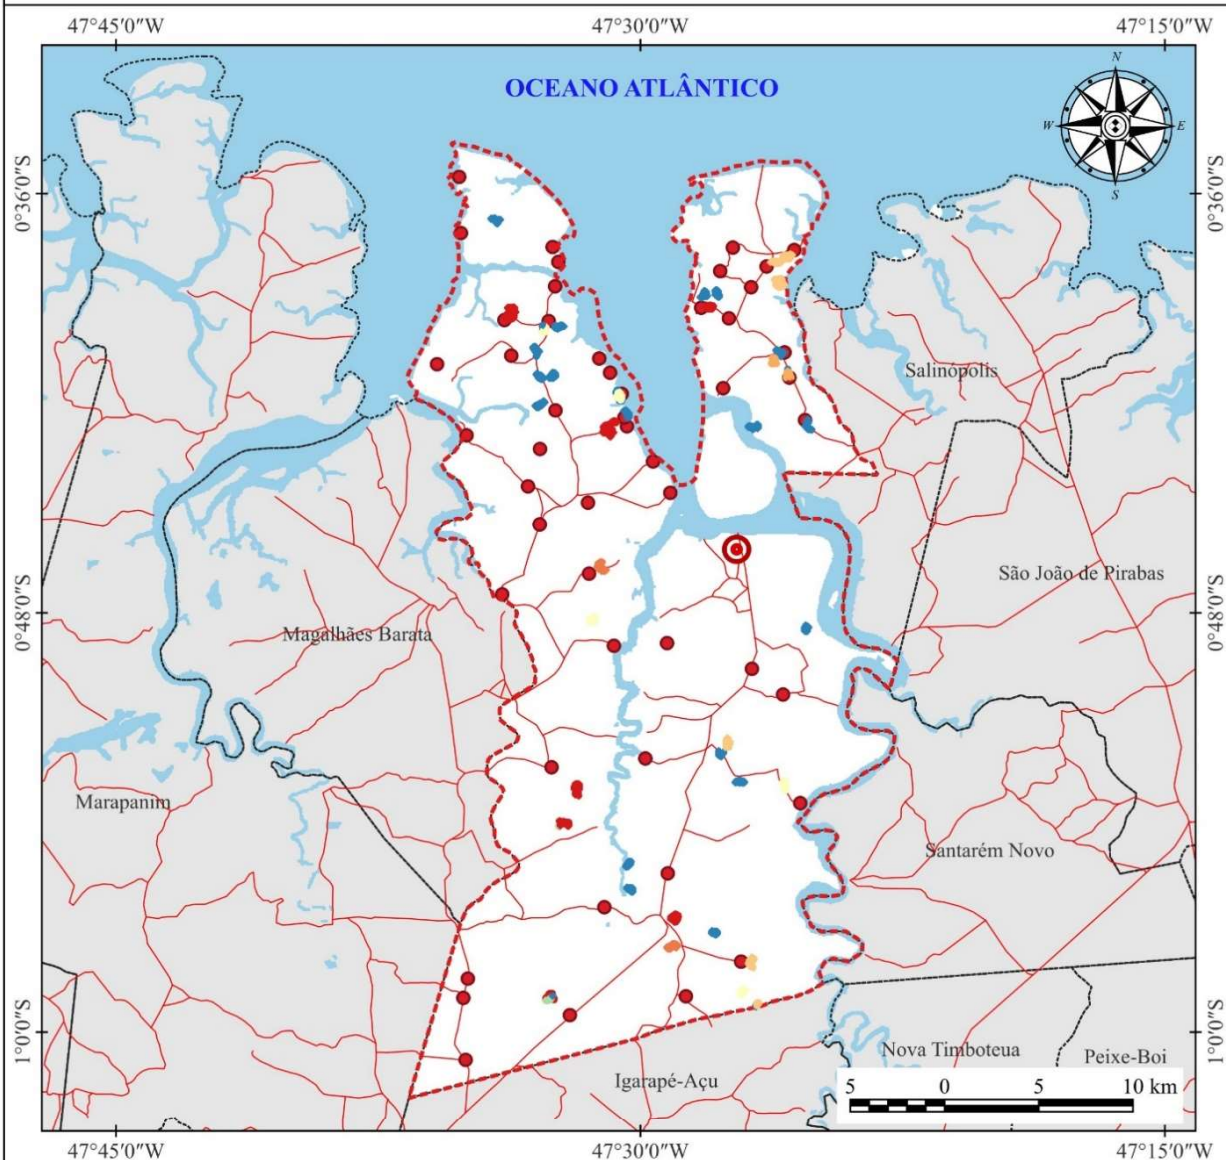 47°45'0"W 47°30'0"W 47°15'0"W
OCEANO ATLÂNTICO
N
W E
S
0°36'0"S 0°36'0"S
Salinópolis
São João de Pirabas
0°48'0"S 0°48'0"S
Magalhães Barata
Marapanim
Santarém Novo
1°0'0"S 1°0'0"S
Nova Timboteua
Peixe-Boi
Igarapé-Açu
5 0 5 10 km
47°45'0"W 47°30'0"W 47°15'0"W